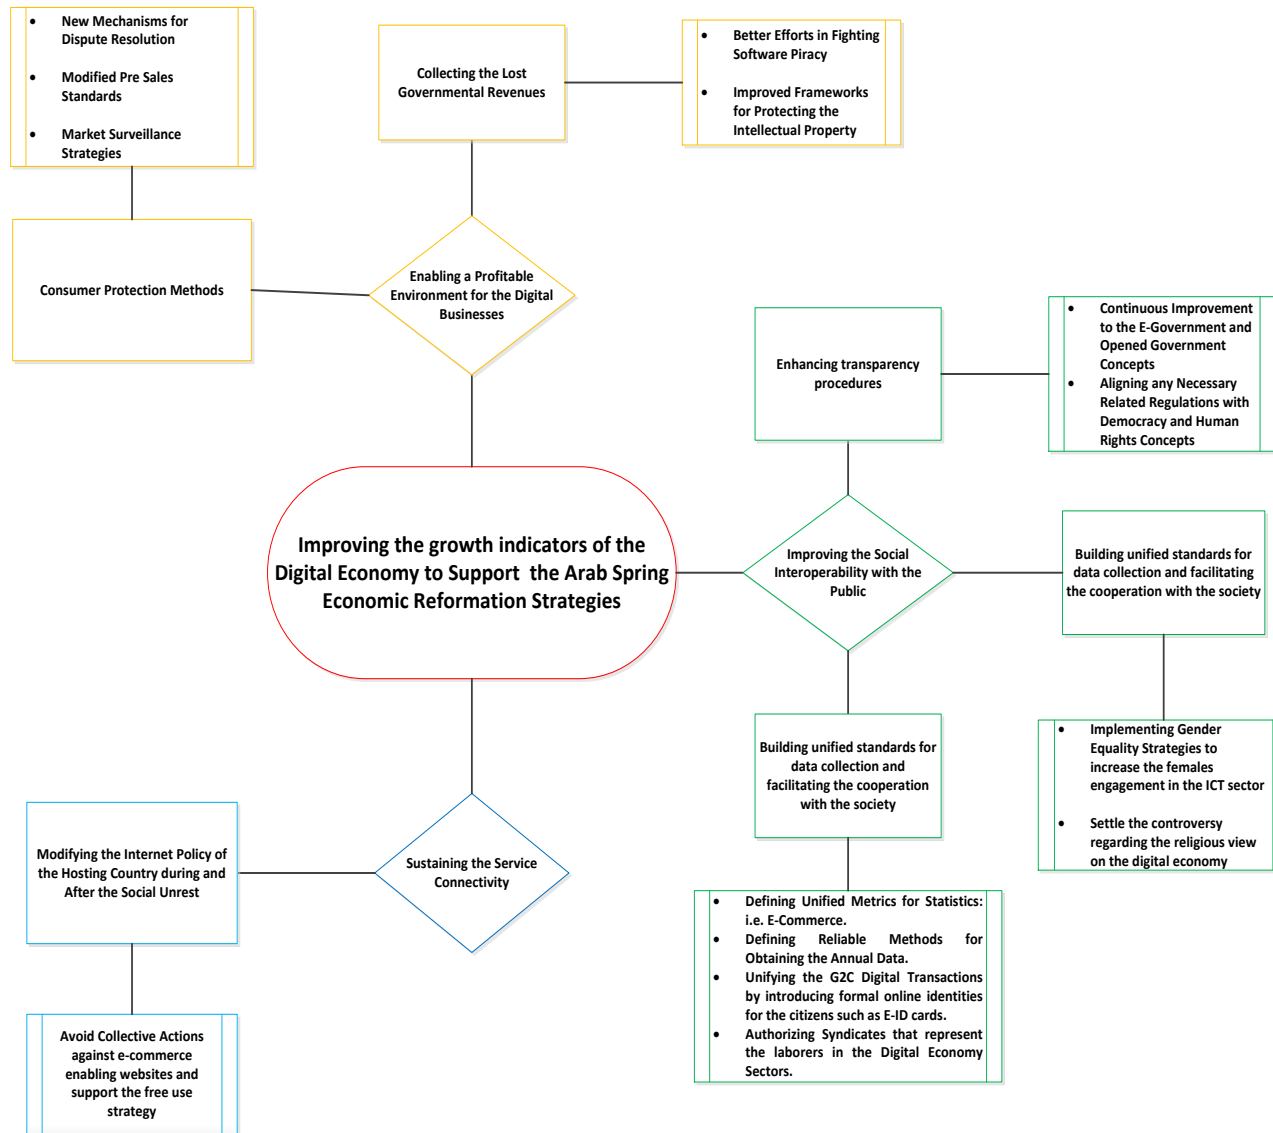 • New Mechanisms for
Dispute Resolution
• Modified Pre Sales
Standards
• Market Surveillance
Strategies
Collecting the Lost
Governmental Revenues
• Better Efforts in Fighting
Software Piracy
• Improved Frameworks
for Protecting the
Intellectual Property
Consumer Protection Methods
Enabling a Profitable
Environment for the Digital
Businesses
Enhancing transparency
procedures
• Continuous Improvement
to the E-Government and
Opened Government
Concepts
• Aligning any Necessary
Related Regulations with
Democracy and Human
Rights Concepts
Improving the growth indicators of the
Digital Economy to Support the Arab Spring
Economic Reformation Strategies
Improving the Social
Interoperability with the
Public
Building unified standards for
data collection and facilitating
the cooperation with the society
Building unified standards for
data collection and
facilitating the cooperation
with the society
• Implementing Gender
Equality Strategies to
increase the females
engagement in the ICT sector
• Settle the controversy
regarding the religious view
on the digital economy
Modifying the Internet Policy of
the Hosting Country during and
After the Social Unrest
Sustaining the Service
Connectivity
• Defining Unified Metrics for Statistics:
i.e. E-Commerce.
• Defining Reliable Methods for
Obtaining the Annual Data.
• Unifying the G2C Digital Transactions
by introducing formal online identities
for the citizens such as E-ID cards.
• Authorizing Syndicates that represent
the laborers in the Digital Economy
Sectors.
Avoid Collective Actions
against e-commerce
enabling websites and
support the free use
strategy